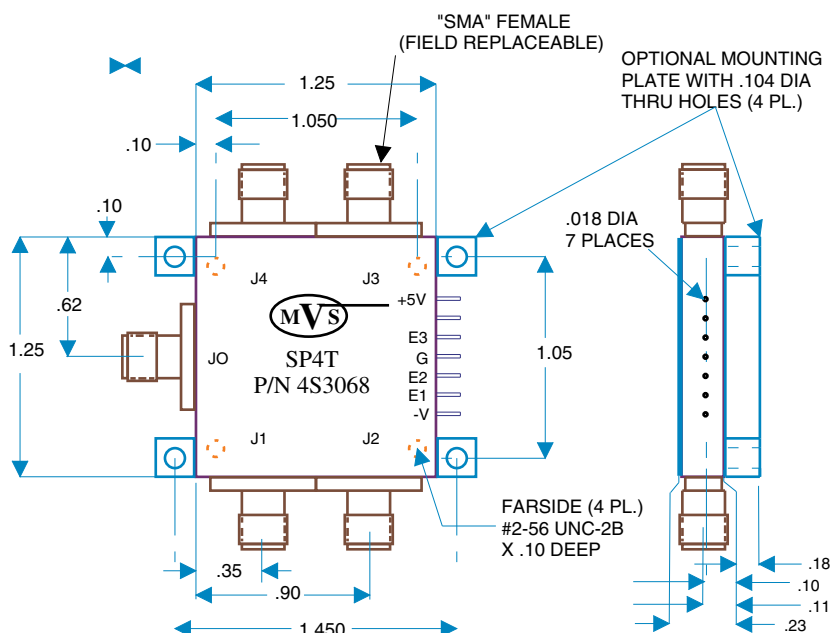 "SMA" FEMALE
(FIELD REPLACEABLE)
OPTIONAL MOUNTING
PLATE WITH .104 DIA
THRU HOLES (4 PL.)
1.25
1.050
.10
.10
.018 DIA
7 PLACES
J4
J3
+5V
.62
MVS
E3
1.25
JO
SP4T
G
1.05
P/N 4S3068
E2
E1
-V
J1
J2
FARSIDE (4 PL.)
#2-56 UNC-2B
X .10 DEEP
.35
.90
1.450
.18
.10
.11
.23